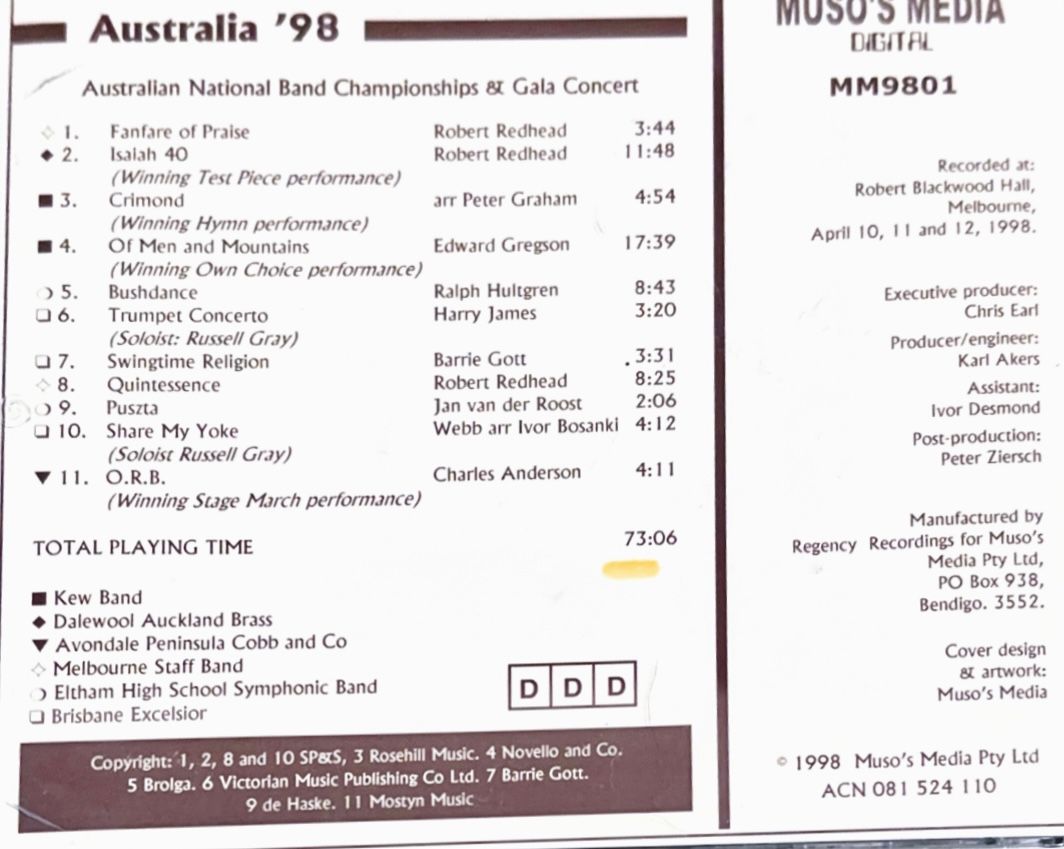 Australia '98
Australian National Band Championships & Gala Concert
1. Fanfare of Praise Robert Redhead 3:44
2. Isaiah 40 Robert Redhead 11:48
(Winning Test Piece performance)
3. Crimond arr Peter Graham 4:54
(Winning Hymn performance)
4. Of Men and Mountains Edward Gregson 17:39
(Winning Own Choice performance)
5. Bushdance Ralph Hultgren 8:43
6. Trumpet Concerto Harry James 3:20
(Soloist: Russell Gray)
7. Swingtime Religion Barrie Gott 3:31
8. Quintessence Robert Redhead 8:25
9. Puszta Jan van der Roost 2:06
10. Share My Yoke Webb arr Ivor Bosanki 4:12
(Soloist Russell Gray)
11. O.R.B. Charles Anderson 4:11
(Winning Stage March performance)
TOTAL PLAYING TIME 73:06
Kew Band
Dalewool Auckland Brass
Avondale Peninsula Cobb and Co
Melbourne Staff Band
Eltham High School Symphonic Band
Brisbane Excelsior
D D D
Copyright: 1, 2, 8 and 10 SP&S, 3 Rosehill Music. 4 Novello and Co.
5 Brolga. 6 Victorian Music Publishing Co Ltd. 7 Barrie Gott.
9 de Haske. 11 Mostyn Music
MUSO'S MEDIA
DIGITAL
MM9801
Recorded at:
Robert Blackwood Hall,
Melbourne,
April 10, 11 and 12, 1998.
Executive producer:
Chris Earl
Producer/engineer:
Karl Akers
Assistant:
Ivor Desmond
Post-production:
Peter Ziersch
Manufactured by
Regency Recordings for Muso's
Media Pty Ltd,
PO Box 938,
Bendigo. 3552.
Cover design
& artwork:
Muso's Media
© 1998 Muso's Media Pty Ltd
ACN 081 524 110